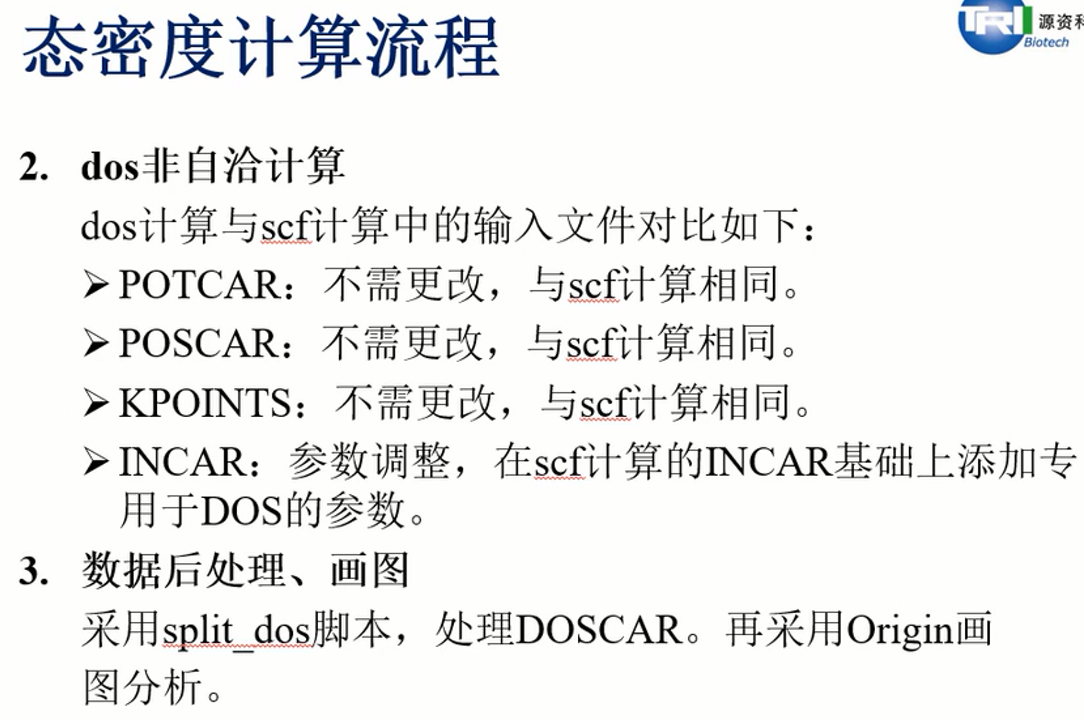 态密度计算流程
TRI 源资科
Biotech
2. dos非自洽计算
dos计算与scf计算中的输入文件对比如下：
➢ POTCAR：不需更改，与scf计算相同。
➢ POSCAR：不需更改，与scf计算相同。
➢ KPOINTS：不需更改，与scf计算相同。
➢ INCAR：参数调整，在scf计算的INCAR基础上添加专
用于DOS的参数。
3. 数据后处理、画图
采用split_dos脚本，处理DOSCAR。再采用Origin画
图分析。